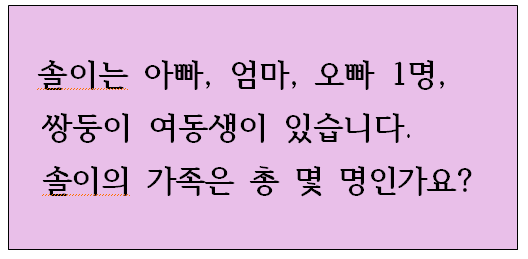 솔이는 아빠, 엄마, 오빠 1명,
쌍둥이 여동생이 있습니다.
솔이의 가족은 총 몇 명인가요?